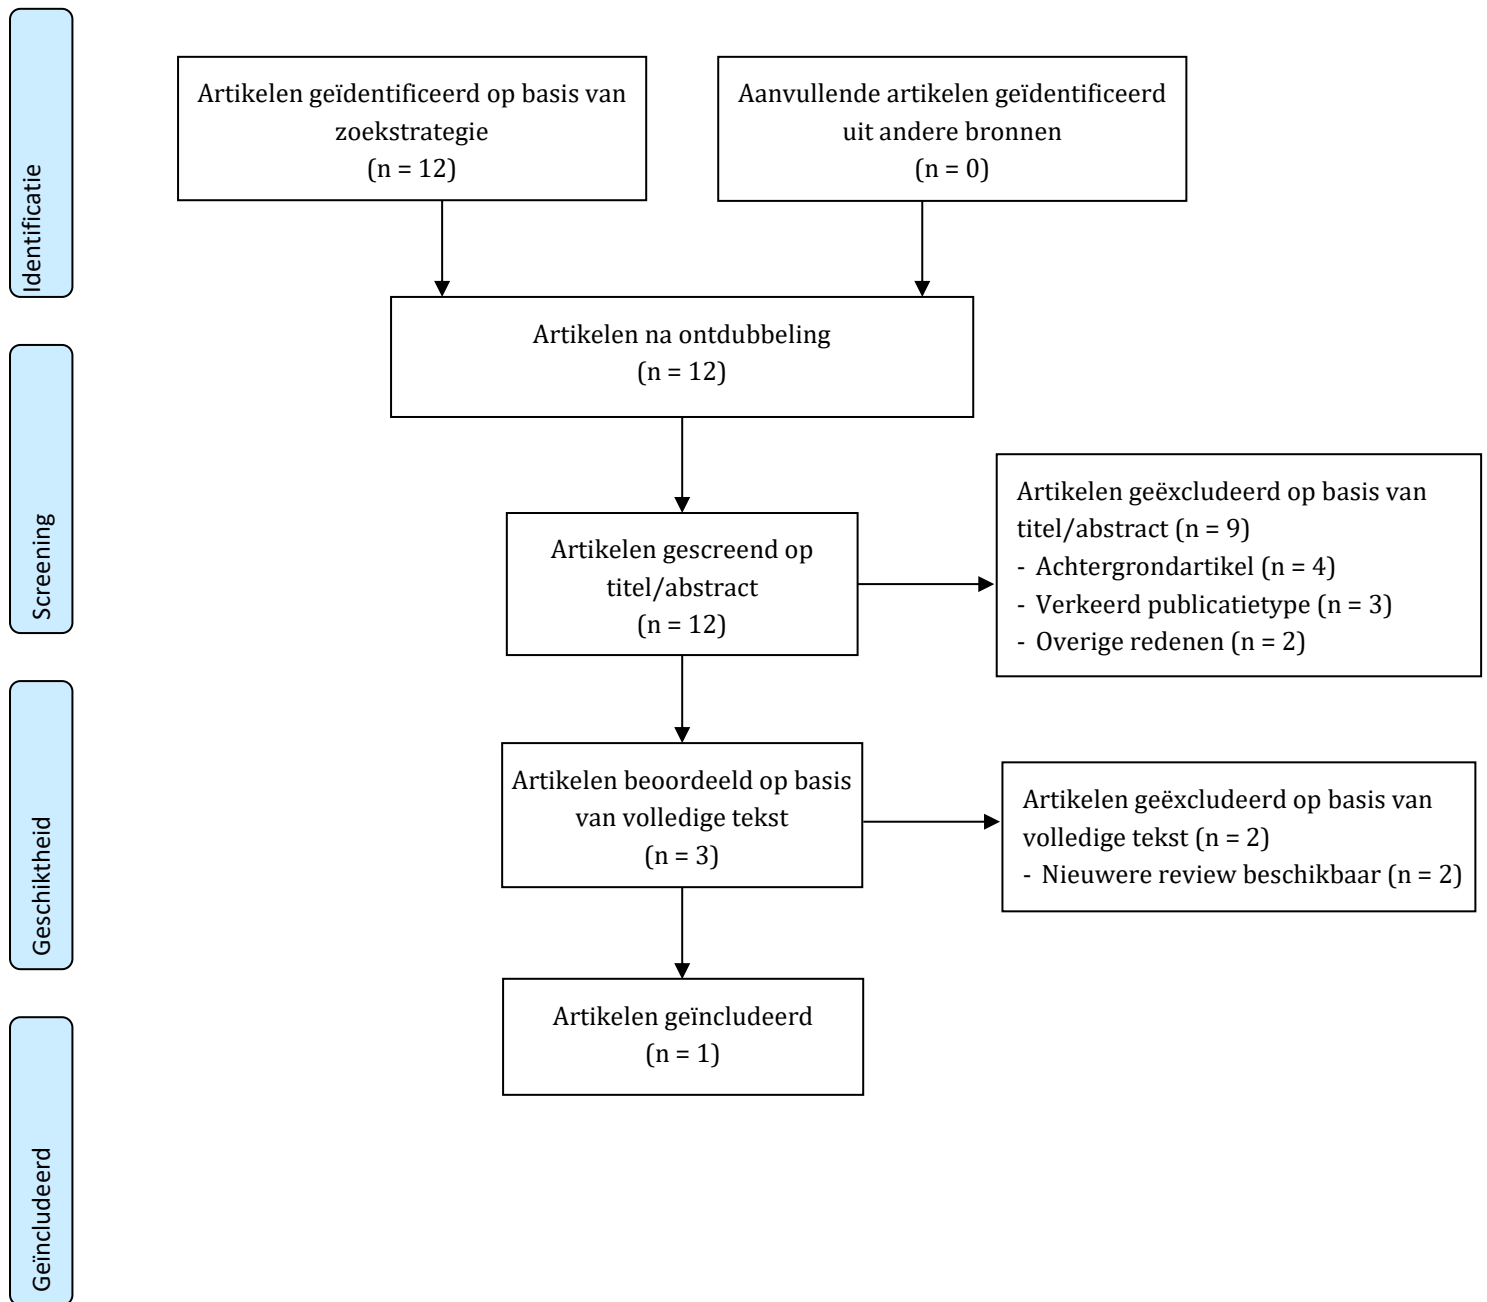 Identificatie
Artikelen geïdentificeerd op basis van
zoekstrategie
(n = 12)
Aanvullende artikelen geïdentificeerd
uit andere bronnen
(n = 0)
Artikelen na ontdubbeling
(n = 12)
Screening
Artikelen gescreend op
titel/abstract
(n = 12)
Artikelen geëxcludeerd op basis van
titel/abstract (n = 9)
- Achtergrondartikel (n = 4)
- Verkeerd publicatietype (n = 3)
- Overige redenen (n = 2)
Geschiktheid
Artikelen beoordeeld op basis
van volledige tekst
(n = 3)
Artikelen geëxcludeerd op basis van
volledige tekst (n = 2)
- Nieuwere review beschikbaar (n = 2)
Geïncludeerd
Artikelen geïncludeerd
(n = 1)